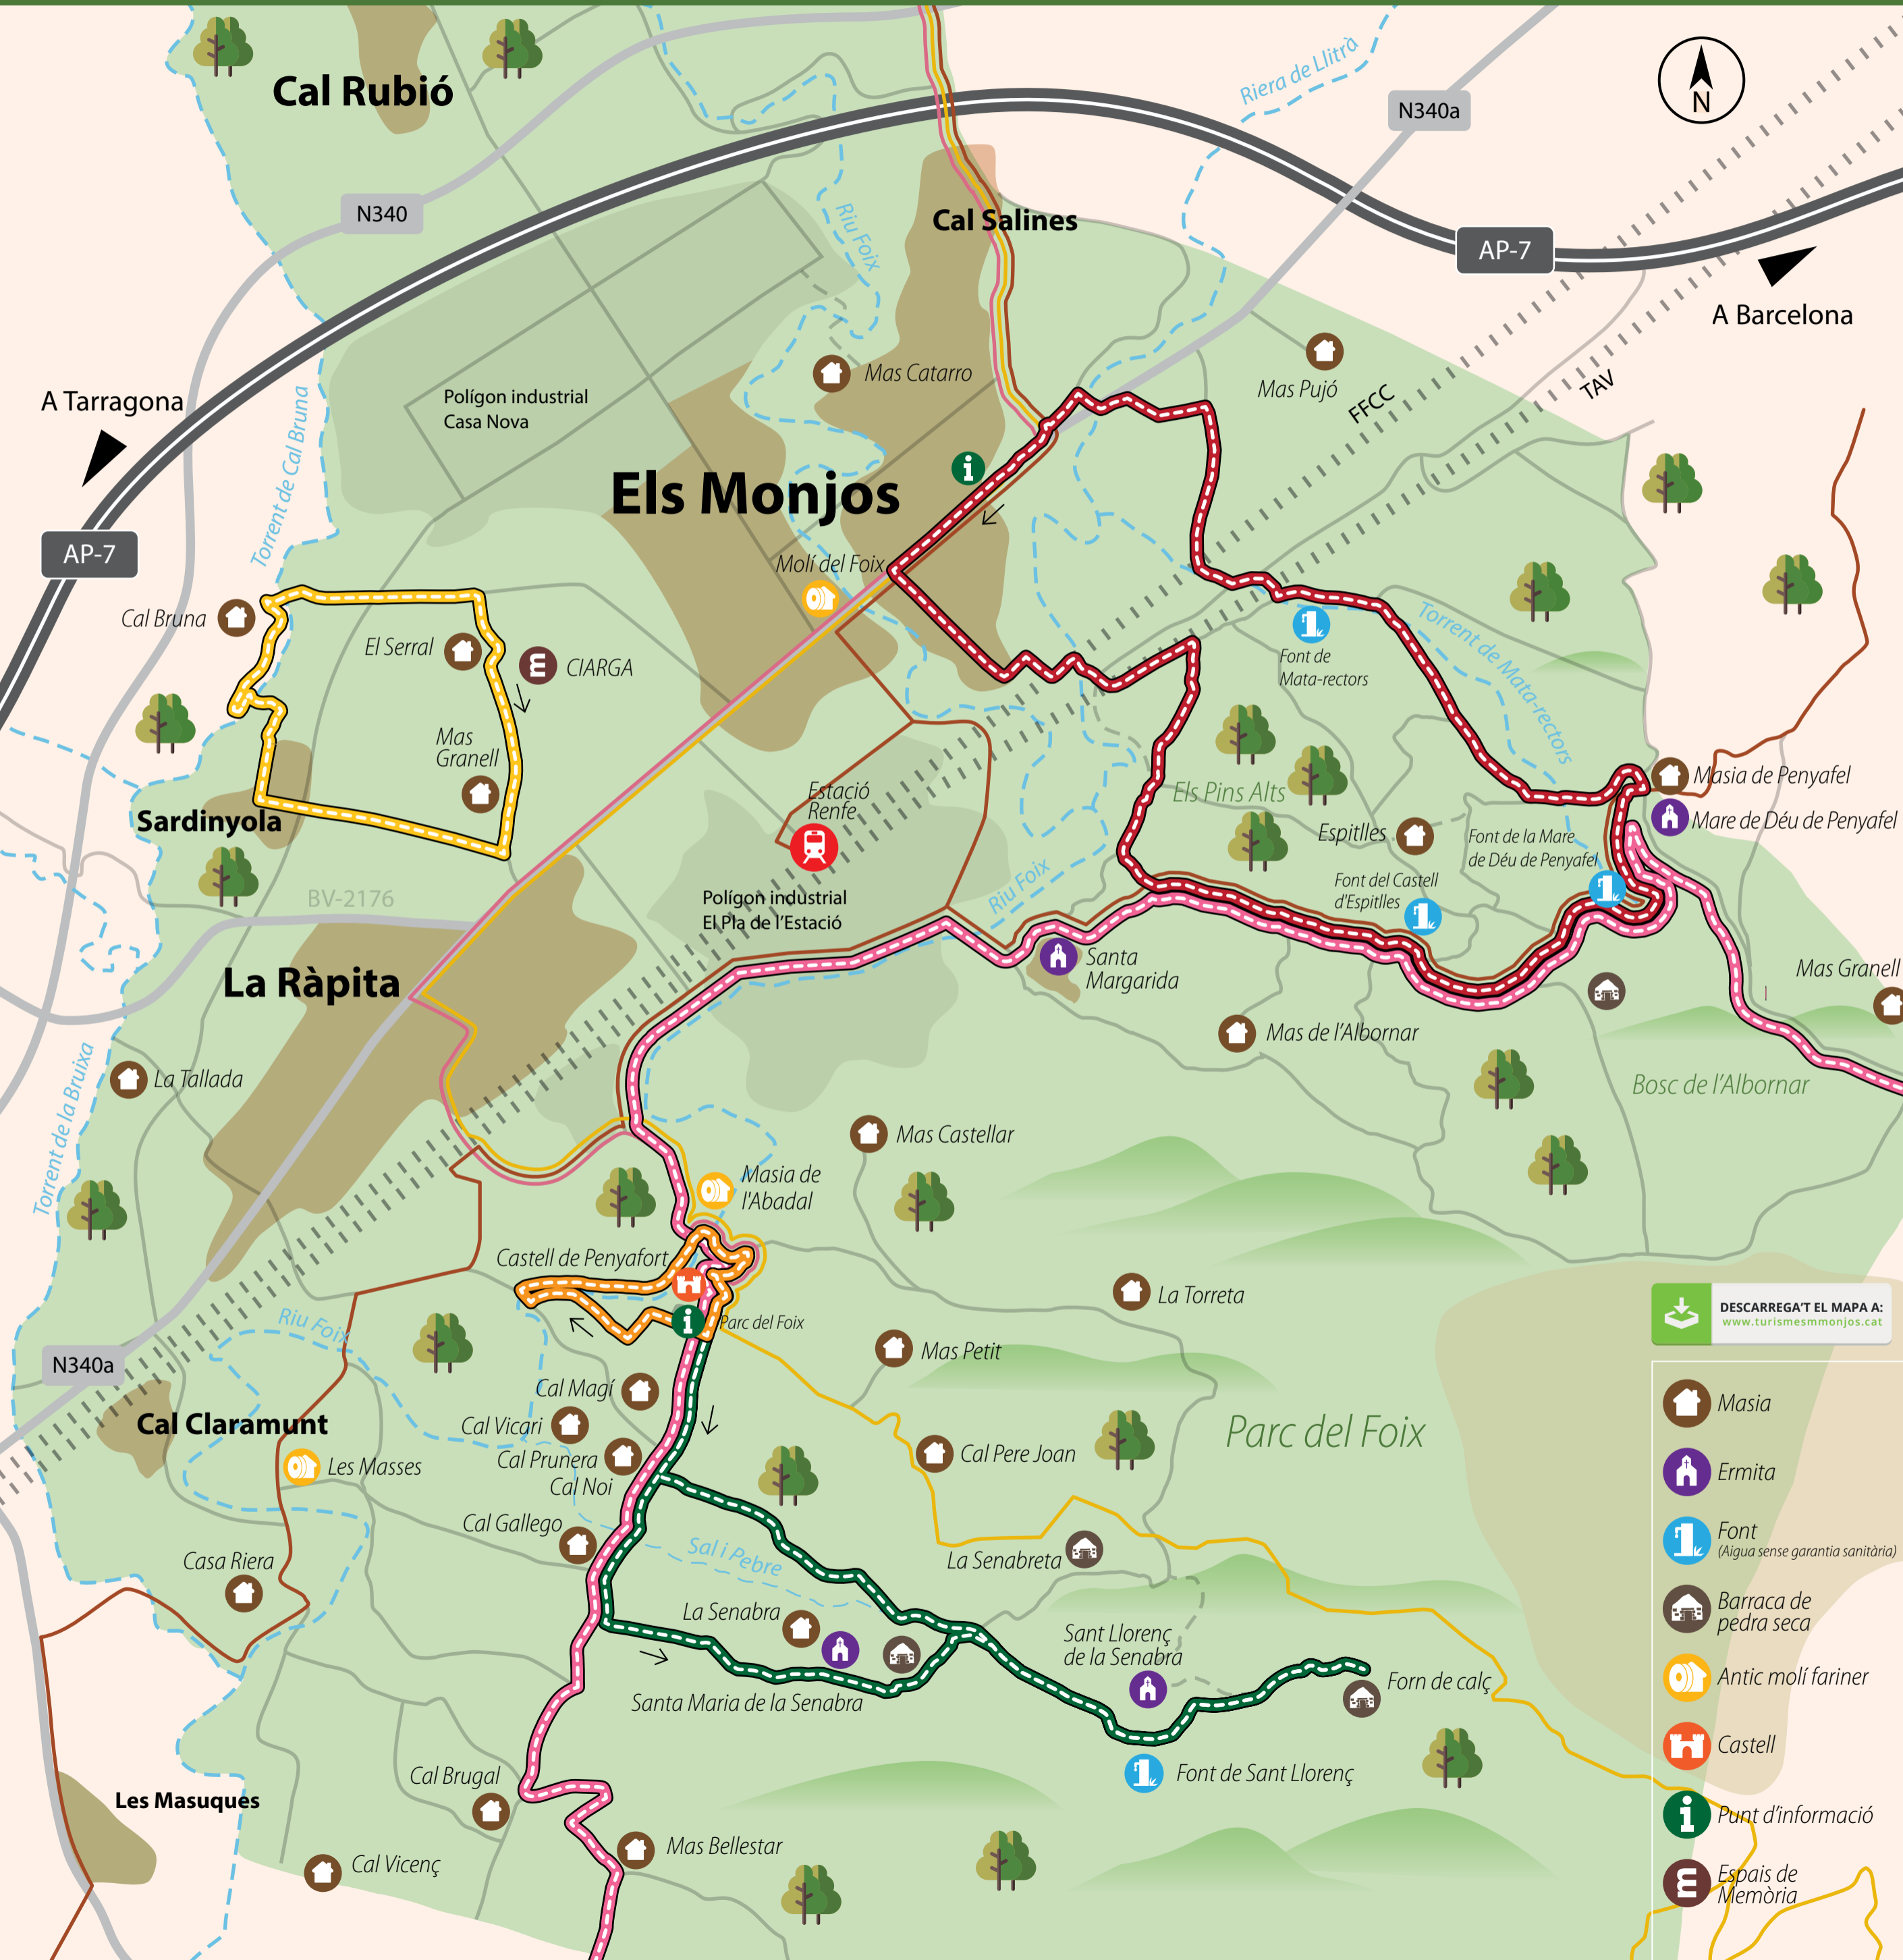 Cal Rubió
Riera de Llitrà
N340a
N
N340
Riu Foix
Cal Salines
AP-7
A Barcelona
Mas Catarro
Mas Pujó
FFCC
TAV
A Tarragona
Polígon industrial
Casa Nova
Torrent de Cal Bruna
Els Monjos
AP-7
Molí del Foix
Cal Bruna
El Serral
CIARGA
Font de
Mata-rectors
Torrent de Mata-rectors
Mas
Granell
Estació
Renfe
Els Pins Alts
Masia de Penyafel
Sardinyola
Espitlles
Font de la Mare
de Déu de Penyafel
Mare de Déu de Penyafel
BV-2176
Polígon industrial
El Pla de l'Estació
Riu Foix
Font del Castell
d'Espitlles
La Ràpita
Santa
Margarida
Mas Granell
Mas de l'Albornar
La Tallada
Torrent de la Bruixa
Bosc de l'Albornar
Mas Castellar
Masia de
l'Abadal
Castell de Penyafort
La Torreta
DESCARREGA'T EL MAPA A:
www.turismesmmonjos.cat
Riu Foix
Parc del Foix
Mas Petit
N340a
Cal Magí
Cal Claramunt
Cal Vicari
Cal Prunera
Cal Noi
Les Masses
Cal Pere Joan
Parc del Foix
Cal Gallego
Sal i Pebre
La Senabreta
Casa Riera
La Senabra
Sant Llorenç
de la Senabra
Santa Maria de la Senabra
Forn de calç
Cal Brugal
Font de Sant Llorenç
Les Masuques
Mas Bellestar
Cal Vicenç
Masia
Ermita
Font
(Aigua sense garantia sanitària)
Barraca de
pedra seca
Antic molí fariner
Castell
Punt d'informació
Espais de
Memòria